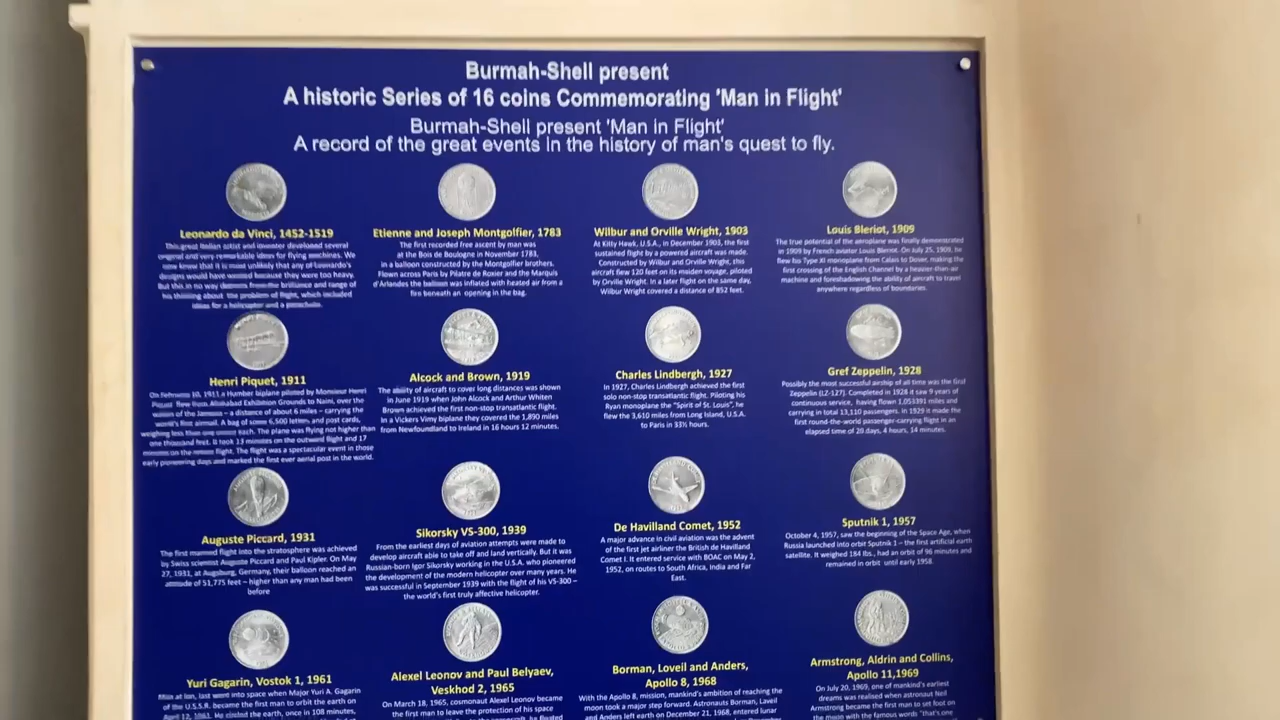 Burmah-Shell present
A historic Series of 16 coins Commemorating 'Man in Flight'
Burmah-Shell present 'Man in Flight'
A record of the great events in the history of man's quest to fly.
Leonardo da Vinci, 1452-1519
This great Italian artist and inventor developed several
original and very remarkable ideas for flying machines. We
now know that it is most unlikely that any of Leonardo's
designs would have worked because they were too heavy.
But this in no way detracts from the brilliance and range of
his thinking about the problem of flight, which included
ideas for a helicopter and a parachute.
Etienne and Joseph Montgolfier, 1783
The first recorded free ascent by man was
at the Bois de Boulogne in November 1783,
in a balloon constructed by the Montgolfier brothers.
Flown across Paris by Pilatre de Rozier and the Marquis
d'Arlandes the balloon was inflated with heated air from a
fire beneath an opening in the bag.
Wilbur and Orville Wright, 1903
At Kitty Hawk, U.S.A., in December 1903, the first
sustained flight by a powered aircraft was made.
Constructed by Wilbur and Orville Wright, this
aircraft flew 120 feet on its maiden voyage, piloted
by Orville Wright. In a later flight on the same day,
Wilbur Wright covered a distance of 852 feet.
Louis Bleriot, 1909
The true potential of the aeroplane was finally demonstrated
in 1909 by French aviator Louis Bleriot. On July 25, 1909, he
flew his Type XI monoplane from Calais to Dover, making the
first crossing of the English Channel by a heavier-than-air
machine and foreshadowing the ability of aircraft to travel
anywhere regardless of boundaries.
Henri Piquet, 1911
On February 10, 1911 a Humber biplane piloted by Monsieur Henri
Piquet flew from Allahabad Exhibition Grounds to Naini, over the
waters of the Jamuna – a distance of about 6 miles – carrying the
world's first airmail. A bag of some 6,500 letters, and post cards,
weighing less than one ounce each. The plane was flying not higher than
one thousand feet. It took 13 minutes on the outward flight and 17
minutes on the return flight. The flight was a spectacular event in those
early pioneering days and marked the first ever aerial post in the world.
Alcock and Brown, 1919
The ability of aircraft to cover long distances was shown
in June 1919 when John Alcock and Arthur Whiten
Brown achieved the first non-stop transatlantic flight.
In a Vickers Vimy biplane they covered the 1,890 miles
from Newfoundland to Ireland in 16 hours 12 minutes.
Charles Lindbergh, 1927
In 1927, Charles Lindbergh achieved the first
solo non-stop transatlantic flight. Piloting his
Ryan monoplane the "Spirit of St. Louis", he
flew the 3,610 miles from Long Island, U.S.A.
to Paris in 33½ hours.
Gref Zeppelin, 1928
Possibly the most successful airship of all time was the Graf
Zeppelin (LZ-127). Completed in 1928 it saw 9 years of
continuous service, having flown 1,053391 miles and
carrying in total 13,110 passengers. In 1929 it made the
first round-the-world passenger-carrying flight in an
elapsed time of 20 days, 4 hours, 14 minutes.
Auguste Piccard, 1931
The first manned flight into the stratosphere was achieved
by Swiss scientist Auguste Piccard and Paul Kipler. On May
27, 1931, at Augsburg, Germany, their balloon reached an
altitude of 51,775 feet – higher than any man had been
before
Sikorsky VS-300, 1939
From the earliest days of aviation attempts were made to
develop aircraft able to take off and land vertically. But it was
Russian-born Igor Sikorsky working in the U.S.A. who pioneered
the development of the modern helicopter over many years. He
was successful in September 1939 with the flight of his VS-300 –
the world's first truly affective helicopter.
De Havilland Comet, 1952
A major advance in civil aviation was the advent
of the first jet airliner the British de Havilland
Comet I. It entered service with BOAC on May 2,
1952, on routes to South Africa, India and Far
East.
Sputnik 1, 1957
October 4, 1957, saw the beginning of the Space Age, when
Russia launched into orbit Sputnik 1 – the first artificial earth
satellite. It weighed 184 lbs., had an orbit of 96 minutes and
remained in orbit until early 1958.
Yuri Gagarin, Vostok 1, 1961
Man at last, last went into space when Major Yuri A. Gagarin
of the U.S.S.R. became the first man to orbit the earth on
April 12, 1961. He circled the earth, once in 108 minutes,
Alexel Leonov and Paul Belyaev,
Veskhod 2, 1965
On March 18, 1965, cosmonaut Alexel Leonov became
the first man to leave the protection of his space
Borman, Loveil and Anders,
Apollo 8, 1968
With the Apollo 8, mission, mankind's ambition of reaching the
moon took a major step forward. Astronauts Borman, Laveil
and Anders left earth on December 21, 1968, entered lunar
Armstrong, Aldrin and Collins,
Apollo 11,1969
On July 20, 1969, one of mankind's earliest
dreams was realised when astronaut Neil
Armstrong became the first man to set foot on
the moon with the famous words "that's one